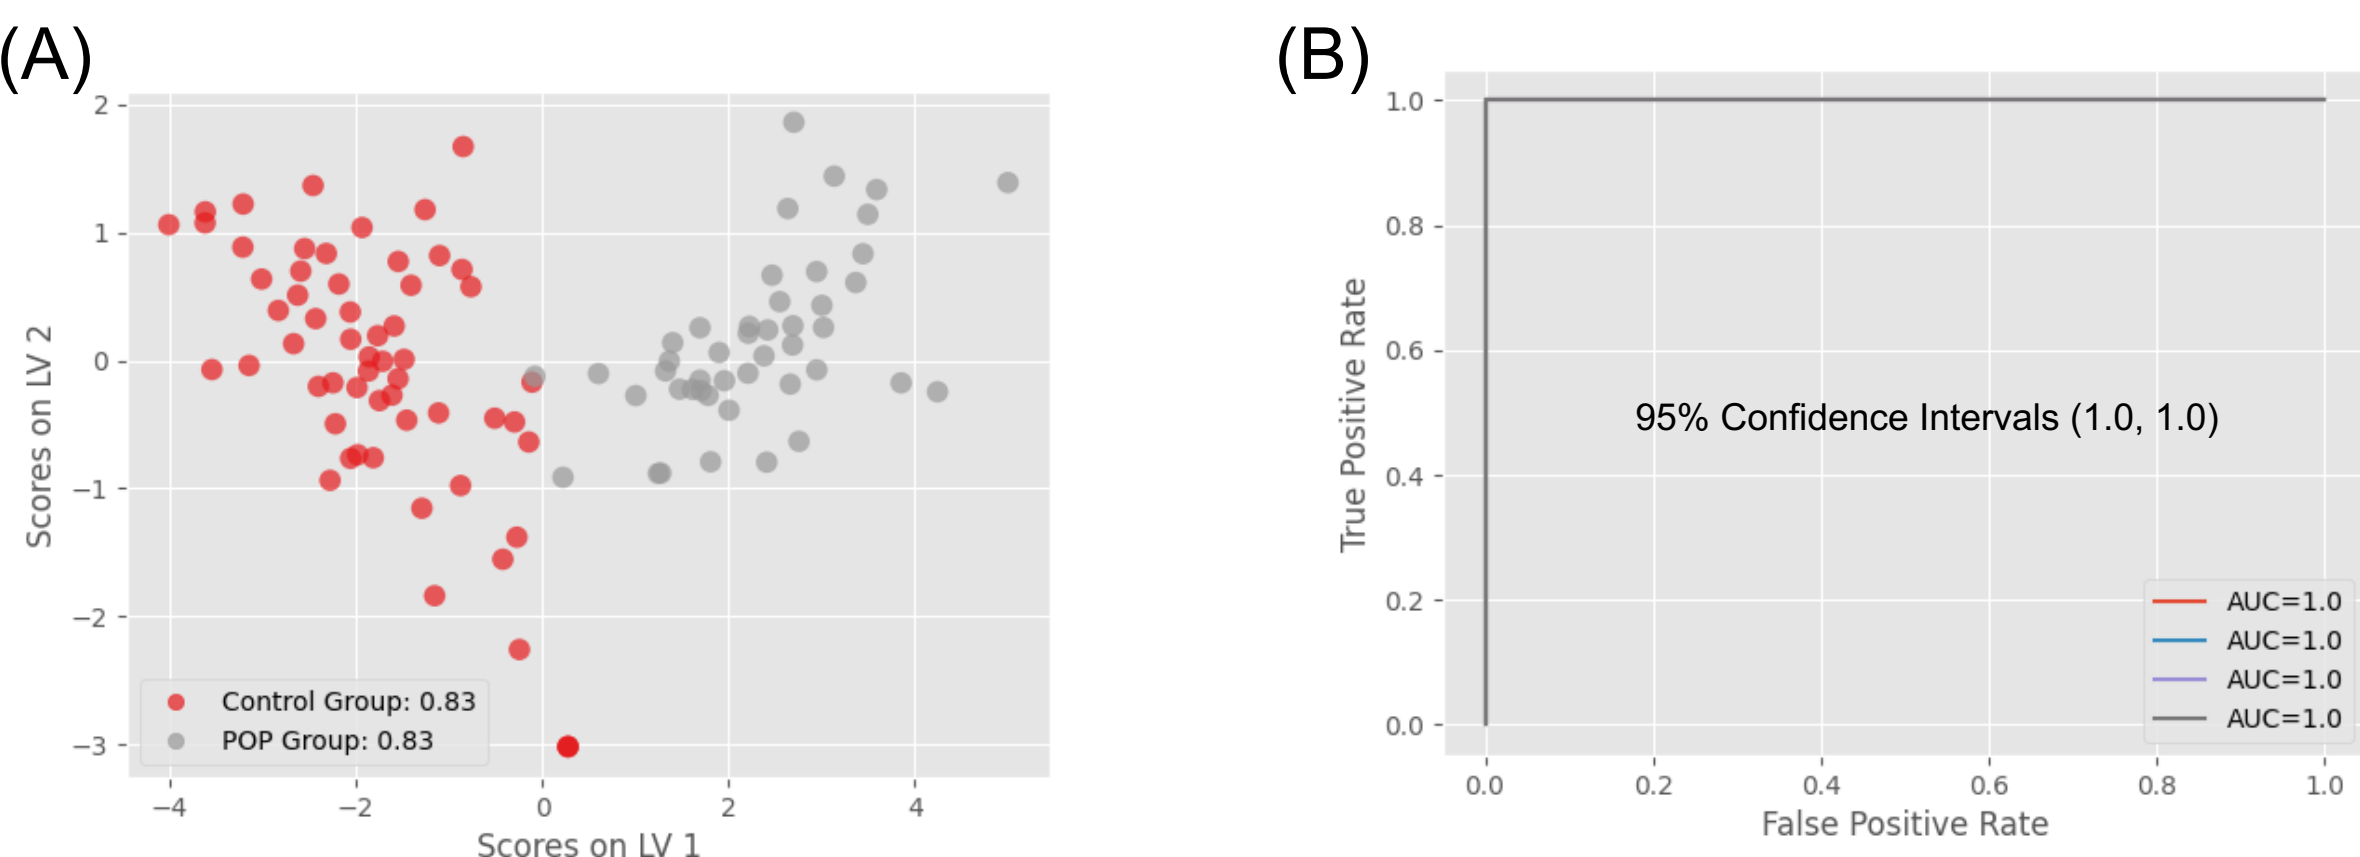 (A)
2
1
0
−1
−2
−3
Scores on LV 2
Control Group: 0.83
POP Group: 0.83
−4
−2
0
2
4
Scores on LV 1
(B)
1.0
0.8
0.6
0.4
0.2
0.0
True Positive Rate
95% Confidence Intervals (1.0, 1.0)
AUC=1.0
AUC=1.0
AUC=1.0
AUC=1.0
0.0
0.2
0.4
0.6
0.8
1.0
False Positive Rate